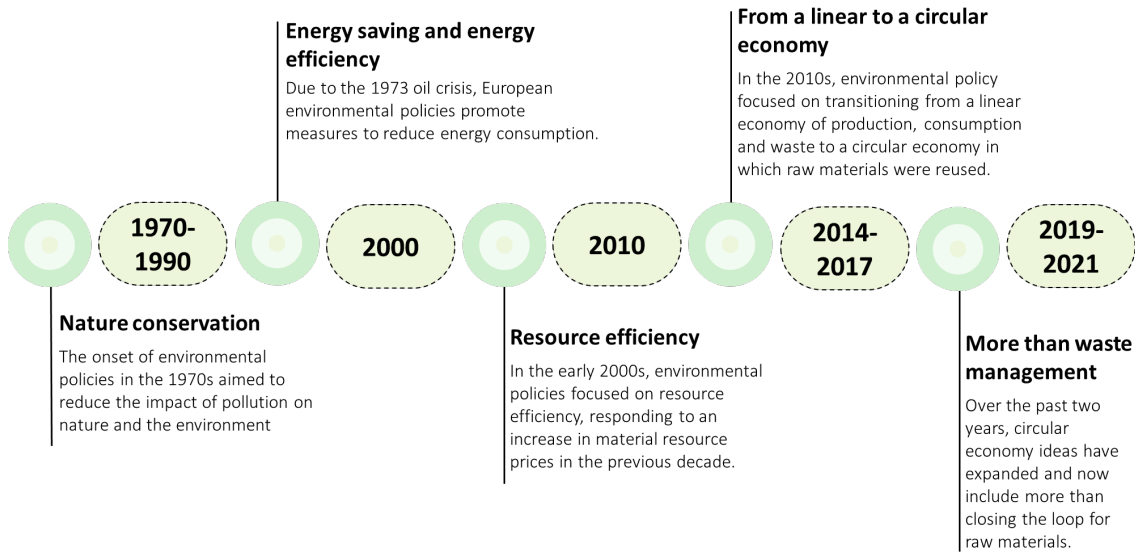 Energy saving and energy
efficiency
Due to the 1973 oil crisis, European
environmental policies promote
measures to reduce energy consumption.
From a linear to a circular
economy
In the 2010s, environmental policy
focused on transitioning from a linear
economy of production, consumption
and waste to a circular economy in
which raw materials were reused.
1970-
1990
2000
2010
2014-
2017
2019-
2021
Nature conservation
The onset of environmental
policies in the 1970s aimed to
reduce the impact of pollution on
nature and the environment
Resource efficiency
In the early 2000s, environmental
policies focused on resource
efficiency, responding to an
increase in material resource
prices in the previous decade.
More than waste
management
Over the past two
years, circular
economy ideas have
expanded and now
include more than
closing the loop for
raw materials.